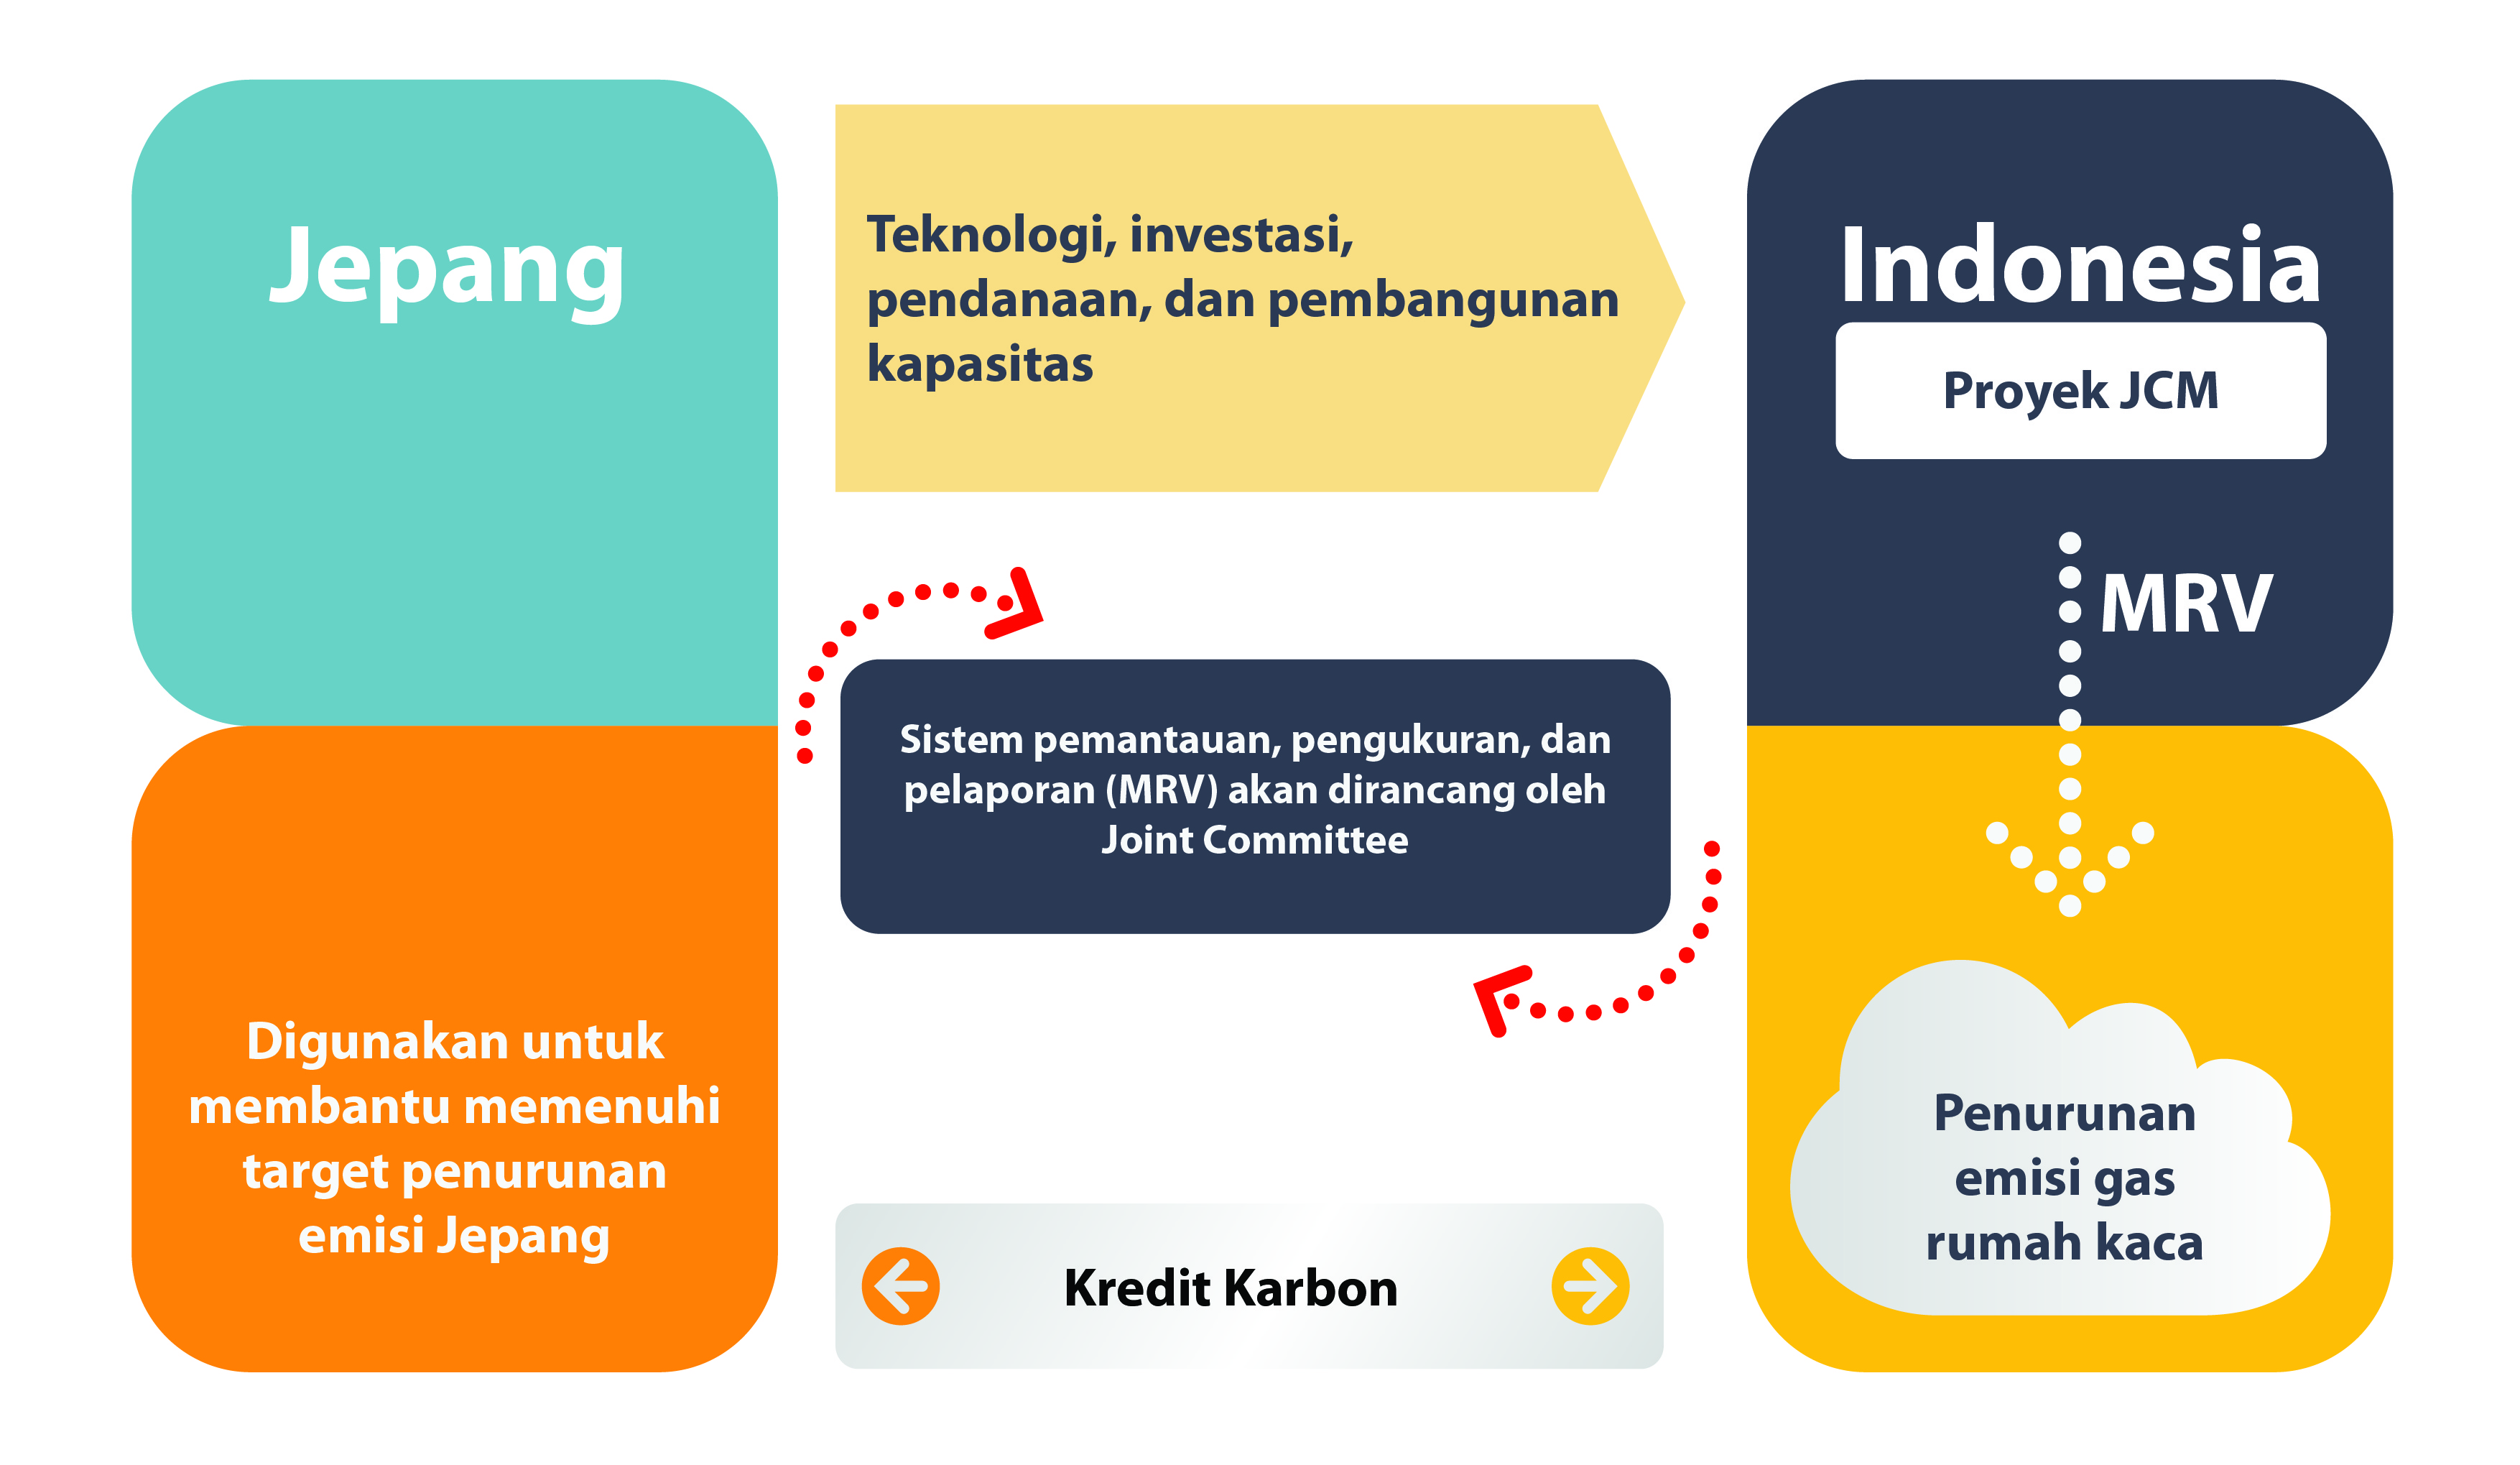 Jepang
Teknologi, investasi,
pendanaan, dan pembangunan
kapasitas
Indonesia
Proyek JCM
MRV
Sistem pemantauan, pengukuran, dan
pelaporan (MRV) akan dirancang oleh
Joint Committee
Digunakan untuk
membantu memenuhi
target penurunan
emisi Jepang
Kredit Karbon
Penurunan
emisi gas
rumah kaca